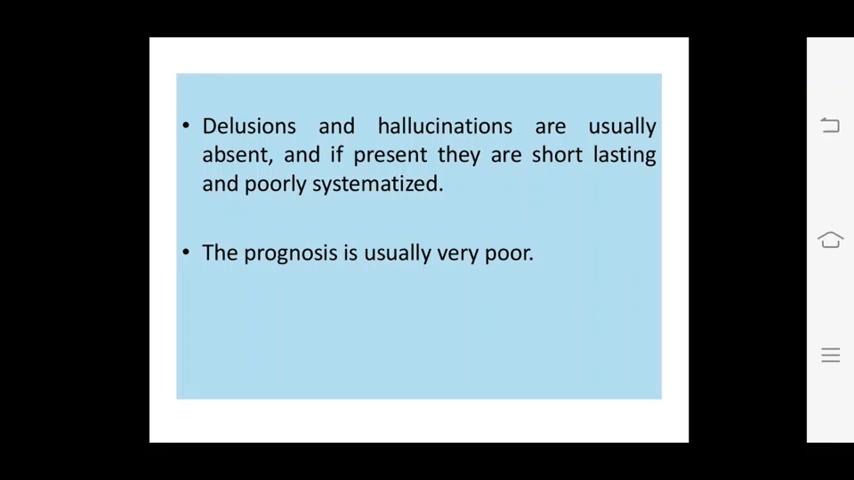 • Delusions and hallucinations are usually
absent, and if present they are short lasting
and poorly systematized.
• The prognosis is usually very poor.